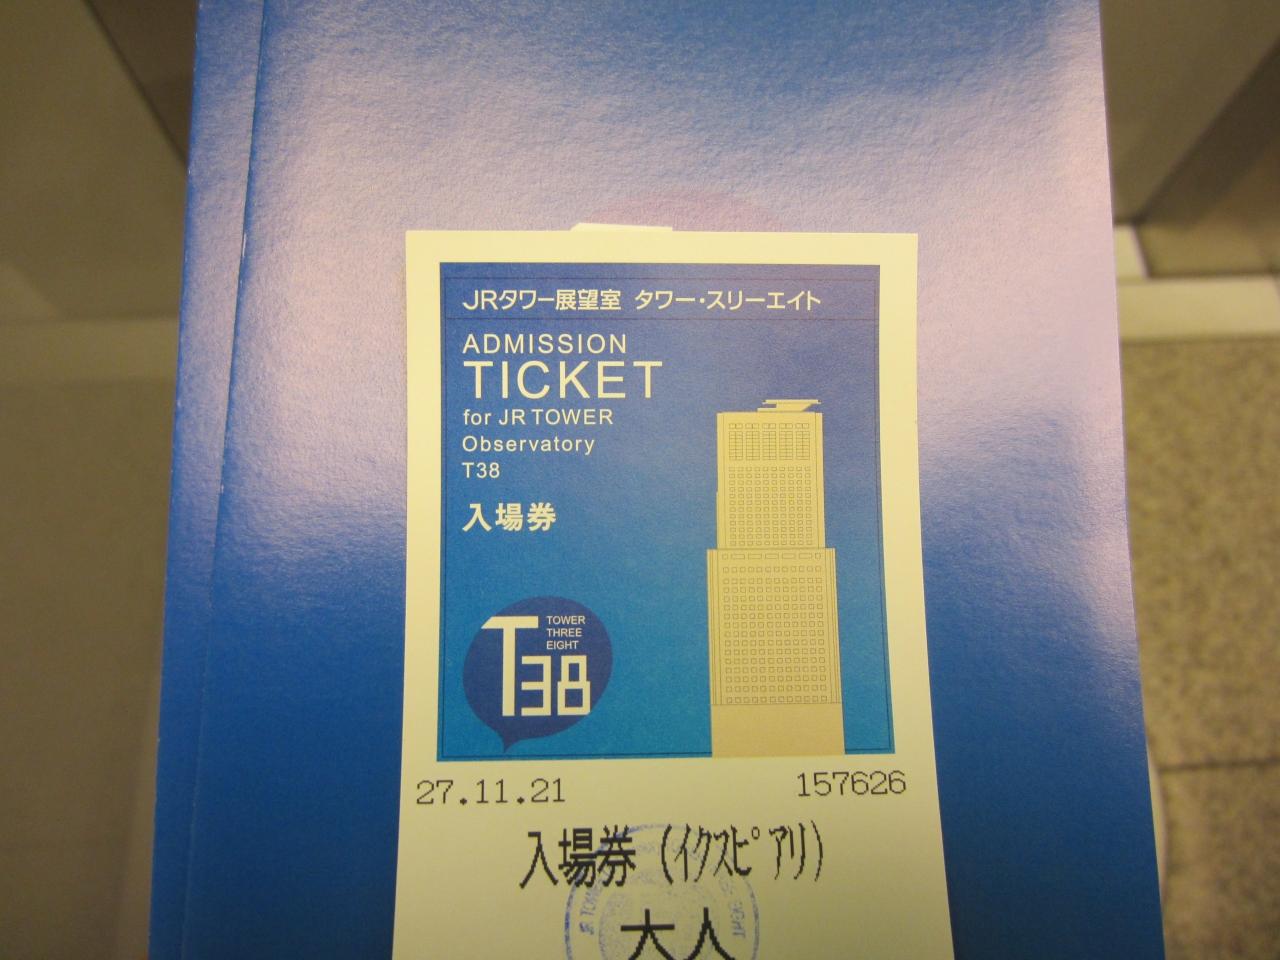 JRタワー展望室 タワー・スリーエイト
ADMISSION
TICKET
for JR TOWER
Observatory
T38
入場券
TOWER
THREE
EIGHT
T38
27.11.21 157626
入場券(イクスピアリ)
JR TOWER
大人